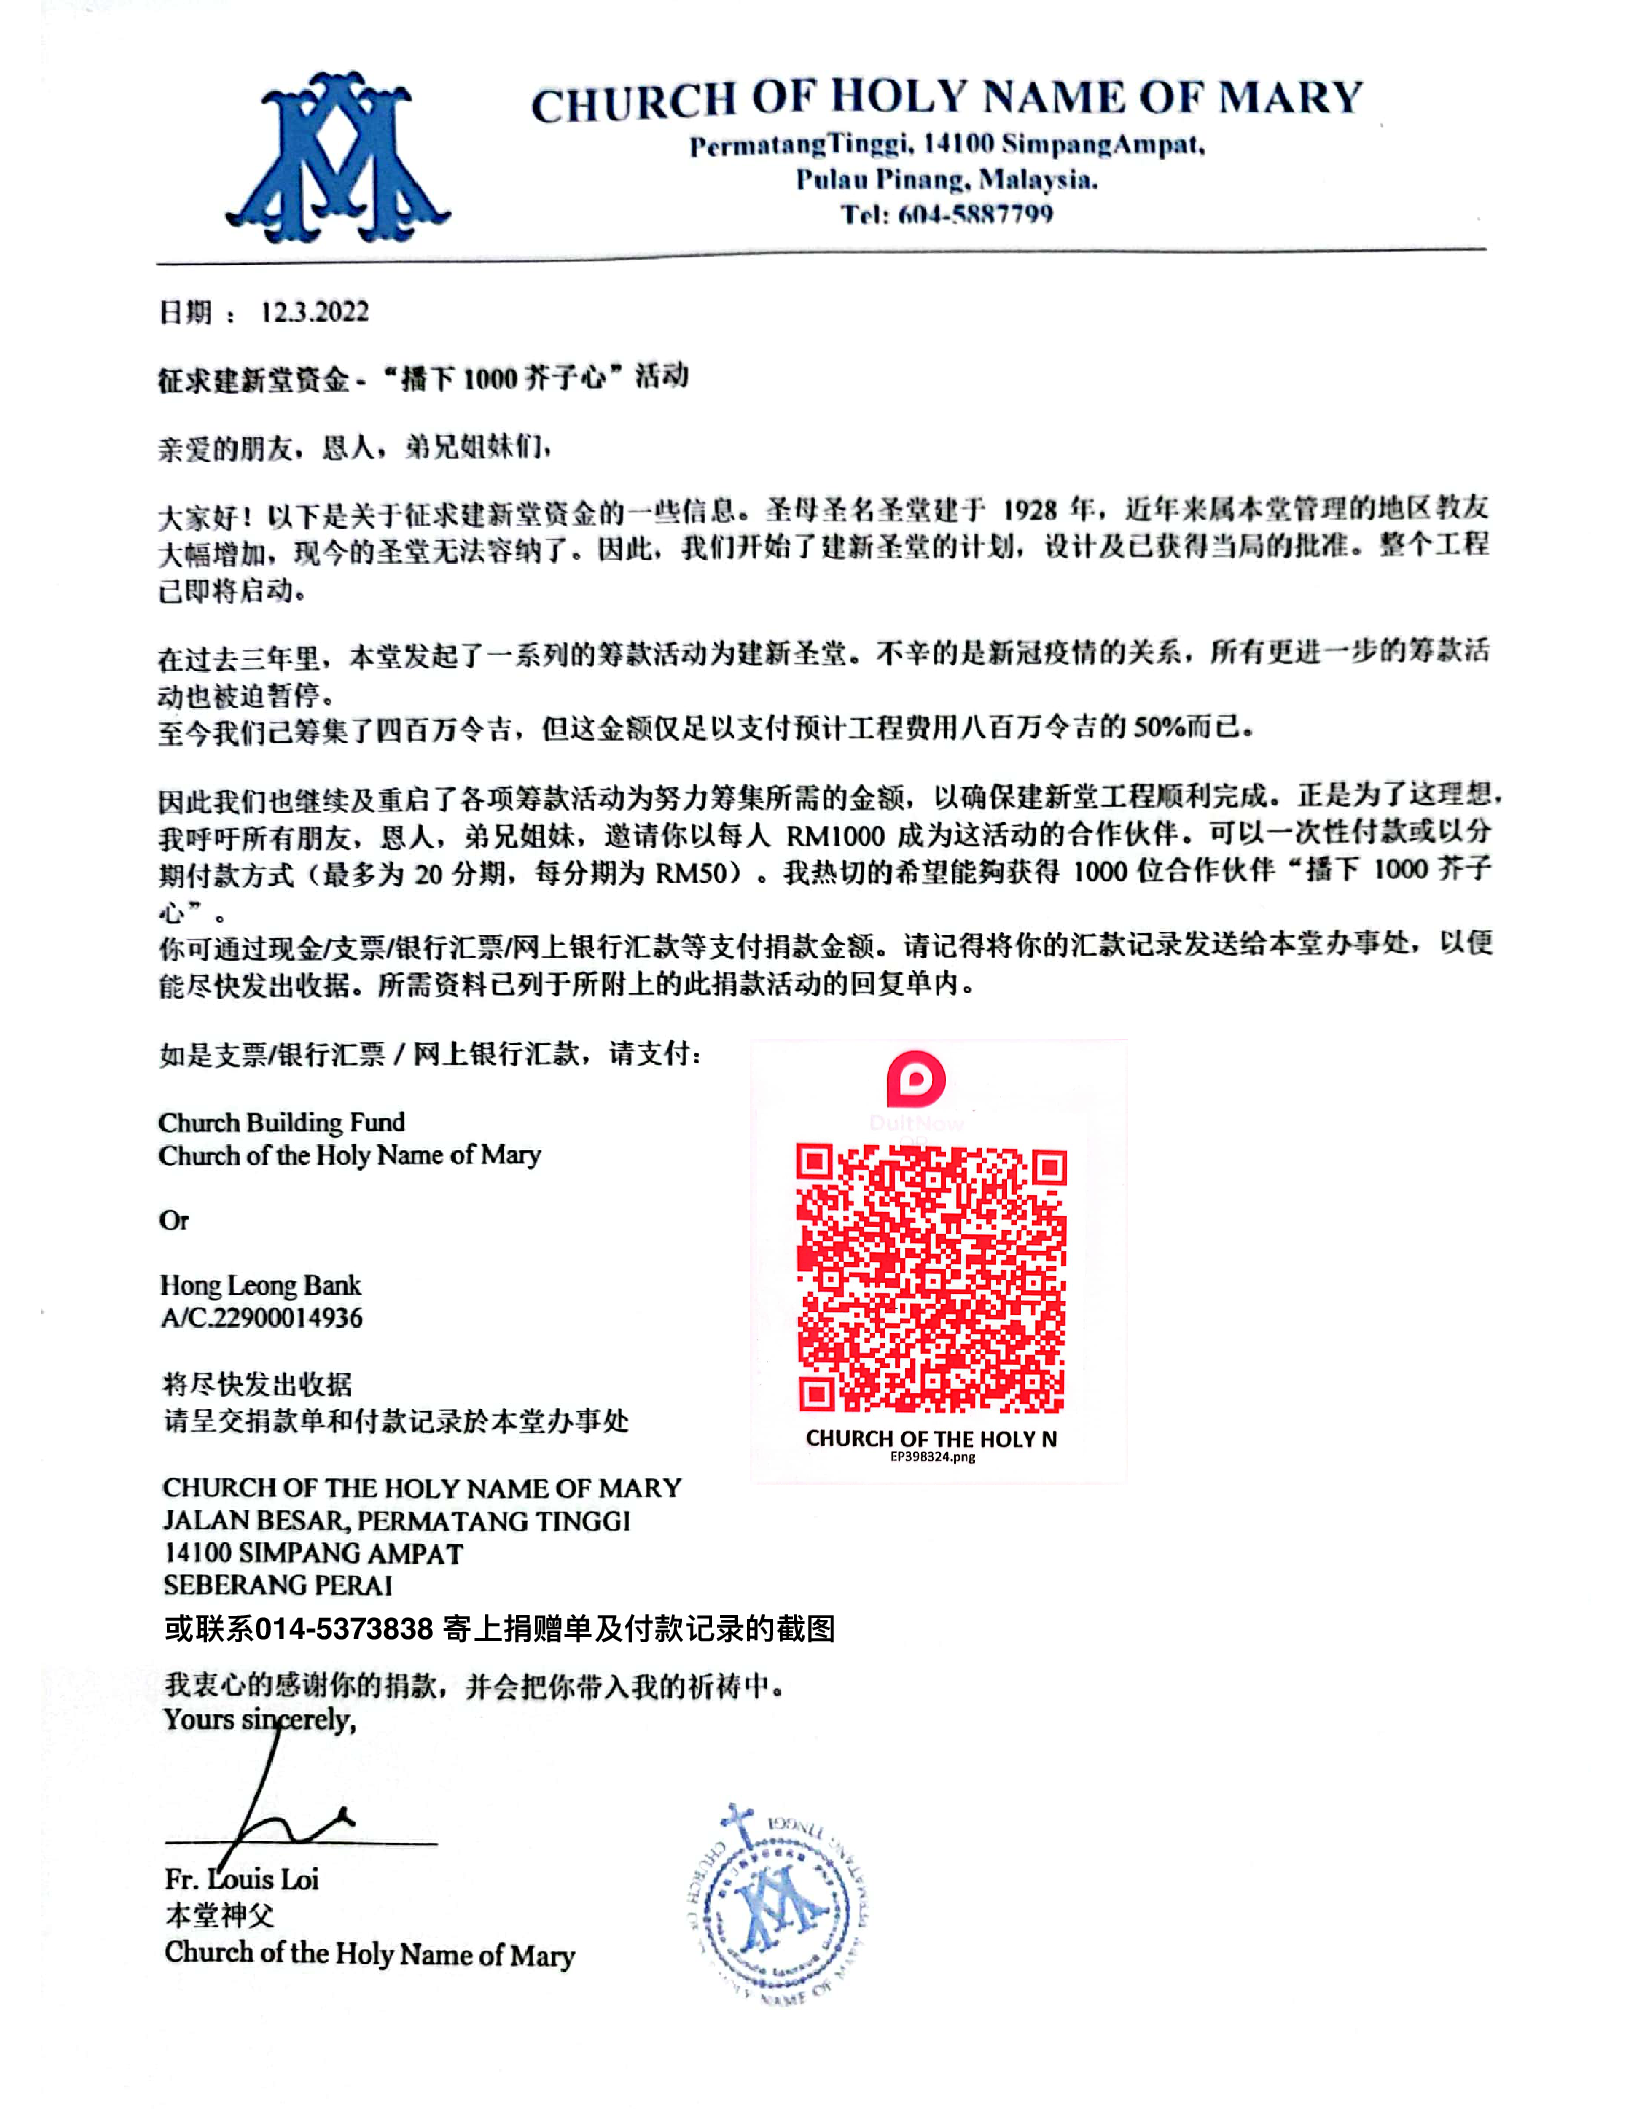 CHURCH OF HOLY NAME OF MARY
PermatangTinggi, 14100 SimpangAmpat,
Pulau Pinang, Malaysia.
Tel: 604-5887799
日期 ： 12.3.2022
征求建新堂资金 - “播下 1000 芥子心”活动
亲爱的朋友，恩人，弟兄姐妹们，
大家好！以下是关于征求建新堂资金的一些信息。圣母圣名圣堂建于 1928 年，近年来属本堂管理的地区教友
大幅增加，现今的圣堂无法容纳了。因此，我们开始了建新圣堂的计划，设计及已获得当局的批准。整个工程
已即将启动。
在过去三年里，本堂发起了一系列的筹款活动为建新圣堂。不辛的是新冠疫情的关系，所有更进一步的筹款活
动也被迫暂停。
至今我们己筹集了四百万令吉，但这金额仅足以支付预计工程费用八百万令吉的 50%而已。
因此我们也继续及重启了各项筹款活动为努力筹集所需的金额，以确保建新堂工程顺利完成。正是为了这理想，
我呼吁所有朋友，恩人，弟兄姐妹，邀请你以每人 RM1000 成为这活动的合作伙伴。可以一次性付款或以分
期付款方式（最多为 20 分期，每分期为 RM50）。我热切的希望能夠获得 1000 位合作伙伴“播下 1000 芥子
心”。
你可通过现金/支票/银行汇票/网上银行汇款等支付捐款金额。请记得将你的汇款记录发送给本堂办事处，以便
能尽快发出收据。所需资料已列于所附上的此捐款活动的回复单内。
如是支票/银行汇票 / 网上银行汇款，请支付：
Church Building Fund
Church of the Holy Name of Mary
Or
Hong Leong Bank
A/C.22900014936
DuitNow
QR
CHURCH OF THE HOLY N
EP398324.png
将尽快发出收据
请呈交捐款单和付款记录於本堂办事处
CHURCH OF THE HOLY NAME OF MARY
JALAN BESAR, PERMATANG TINGGI
14100 SIMPANG AMPAT
SEBERANG PERAI
或联系014-5373838 寄上捐赠单及付款记录的截图
我衷心的感谢你的捐款，并会把你带入我的祈祷中。
Yours sincerely,
Fr. Louis Loi
本堂神父
Church of the Holy Name of Mary